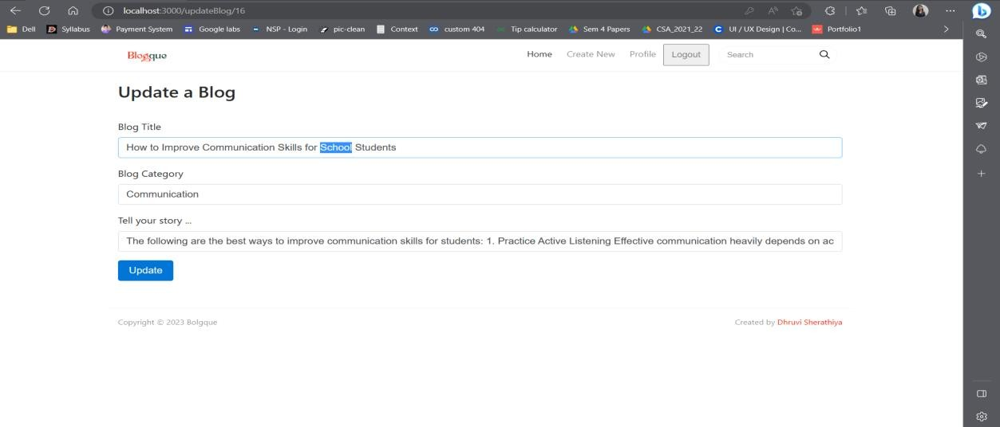 localhost:3000/updateBlog/16
Dell Syllabus Payment System Google labs NSP - Login pic-clean Context custom 404 Tip calculator Sem 4 Papers CSA_2021_22 UI / UX Design | Co... Portfolio1
Blogque Home Create New Profile Logout Search
Update a Blog
Blog Title
How to Improve Communication Skills for School Students
Blog Category
Communication
Tell your story ...
The following are the best ways to improve communication skills for students: 1. Practice Active Listening Effective communication heavily depends on ac
Update
Copyright © 2023 Bolgque Created by Dhruvi Sherathiya